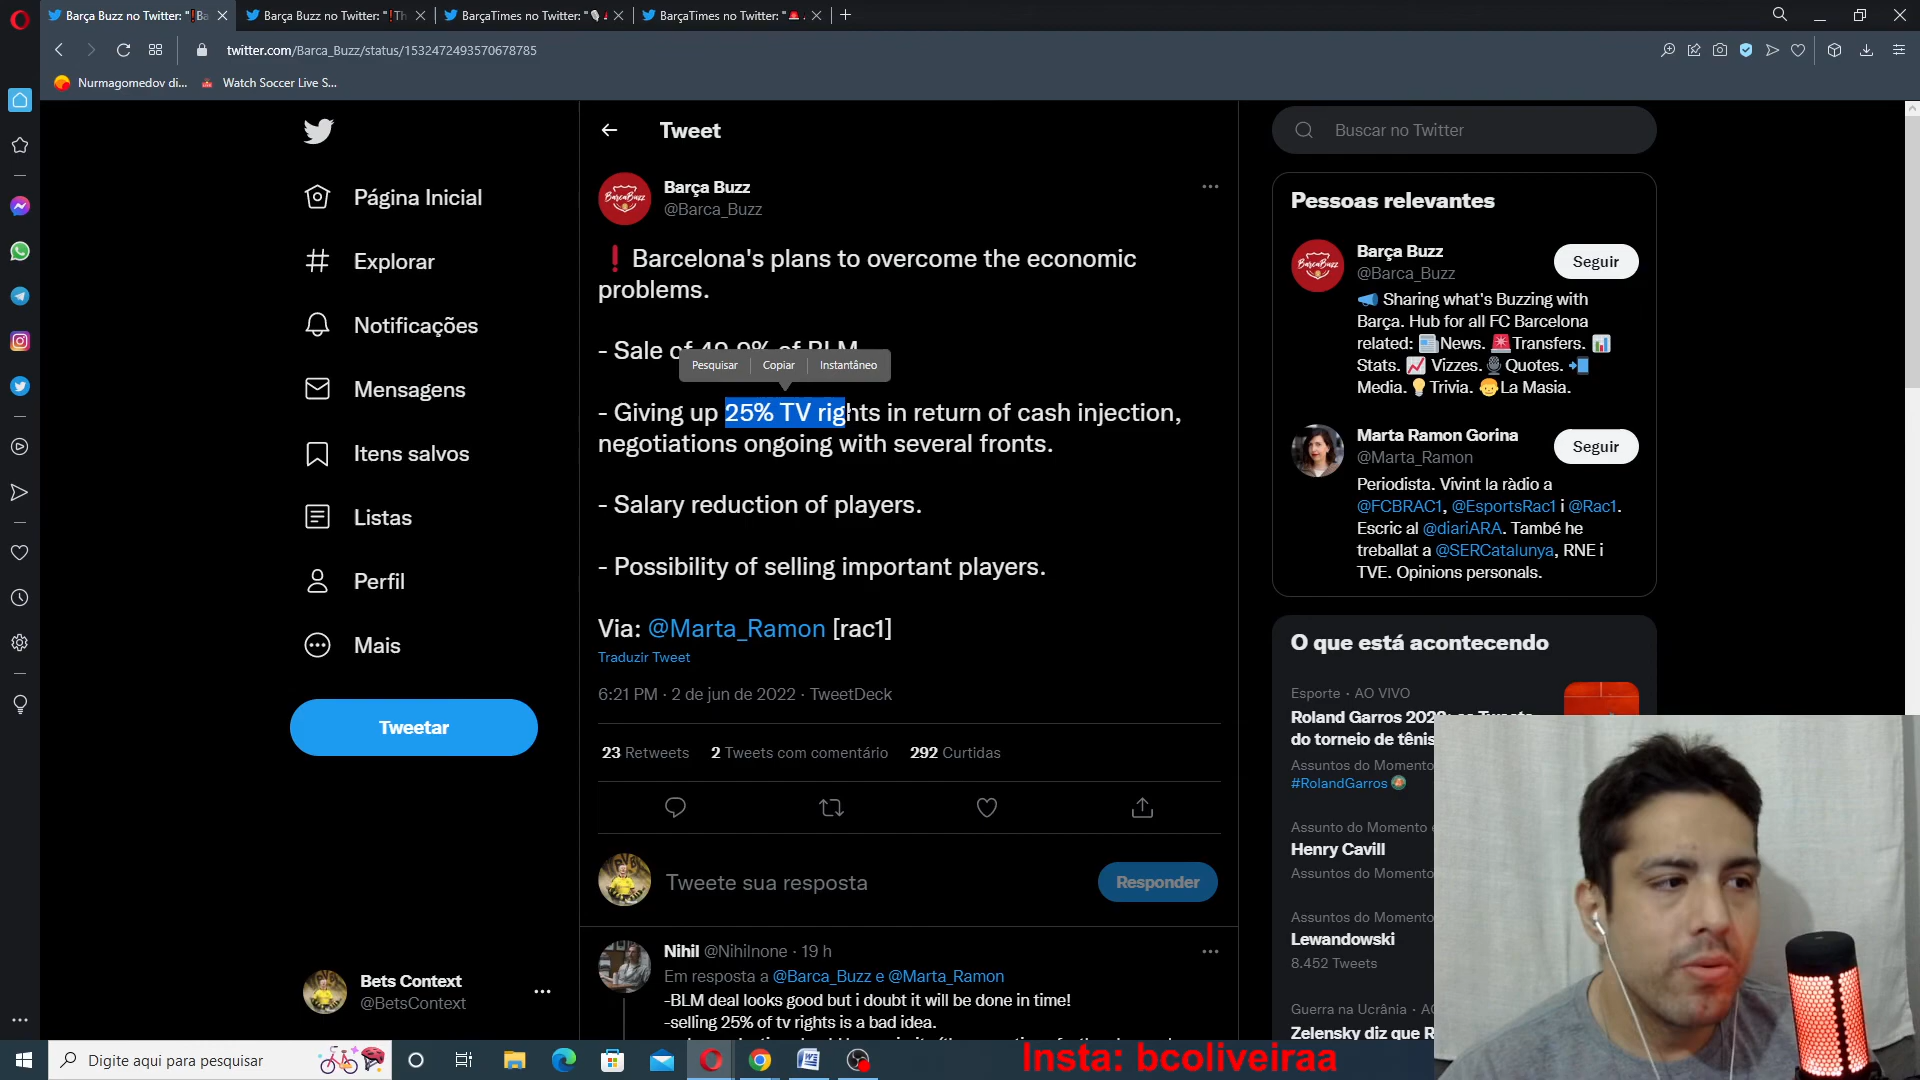 Barça Buzz no Twitter: "❗Ba
Barça Buzz no Twitter: "❗Th
BarçaTimes no Twitter: "
BarçaTimes no Twitter: "
twitter.com/Barca_Buzz/status/1532472493570678785
Nurmagomedov di...
Watch Soccer Live S...
Página Inicial
Explorar
Notificações
Mensagens
Itens salvos
Listas
Perfil
Mais
Tweetar
Bets Context
@BetsContext
Tweet
Barça Buzz
@Barca_Buzz
❗Barcelona's plans to overcome the economic
problems.
- Sale of 49.9% of BLM
Pesquisar Copiar Instantâneo
- Giving up 25% TV rights in return of cash injection,
negotiations ongoing with several fronts.
- Salary reduction of players.
- Possibility of selling important players.
Via: @Marta_Ramon [rac1]
Traduzir Tweet
6:21 PM · 2 de jun de 2022 · TweetDeck
23 Retweets 2 Tweets com comentário 292 Curtidas
Tweete sua resposta
Responder
Nihil @Nihilnone · 19 h
Em resposta a @Barca_Buzz e @Marta_Ramon
-BLM deal looks good but i doubt it will be done in time!
-selling 25% of tv rights is a bad idea.
Buscar no Twitter
Pessoas relevantes
Barça Buzz
@Barca_Buzz
Seguir
Sharing what's Buzzing with
Barça. Hub for all FC Barcelona
related: News. Transfers.
Stats. Vizzes. Quotes.
Media. Trivia. La Masia.
Marta Ramon Gorina
@Marta_Ramon
Seguir
Periodista. Vivint la ràdio a
@FCBRAC1, @EsportsRac1 i @Rac1.
Escric al @diariARA. També he
treballat a @SERCatalunya, RNE i
TVE. Opinions personals.
O que está acontecendo
Esporte · AO VIVO
Roland Garros 2022:
do torneio de tênis
Assuntos do Momento
#RolandGarros
Assunto do Momento
Henry Cavill
Assuntos do Momento
Assuntos do Momento
Lewandowski
8.452 Tweets
Guerra na Ucrânia ·
Zelensky diz que R
Digite aqui para pesquisar
Insta: bcoliveiraa